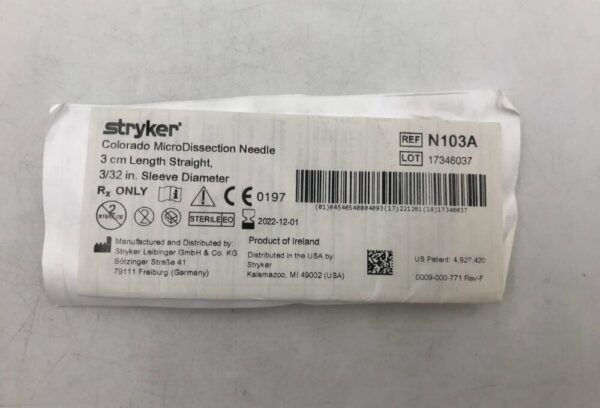 stryker®
Colorado MicroDissection Needle
3 cm Length Straight,
3/32 in. Sleeve Diameter
REF N103A
LOT 17346037
Rx ONLY CE 0197
(01)04546540004093(17)221201(10)17346037
2 STERILIZE STERILE EO 2022-12-01
Manufactured and Distributed by:
Stryker Leibinger GmbH & Co. KG
Bötzinger Straße 41
79111 Freiburg (Germany)
Product of Ireland
Distributed in the USA by:
Stryker
Kalamazoo, MI 49002 (USA)
US Patent: 4,927,420
0009-000-771 Rev-F